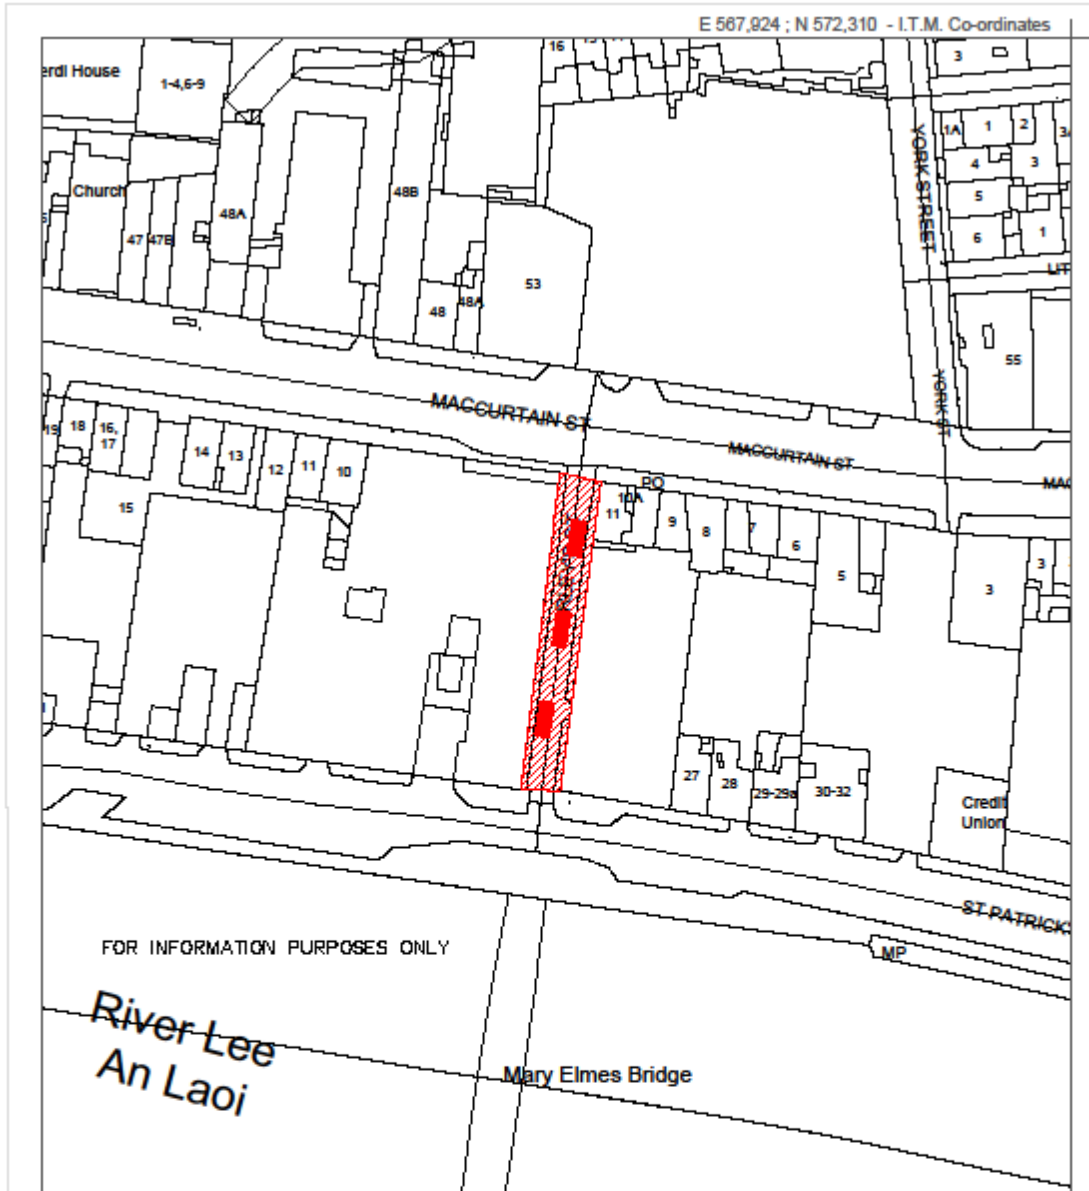 E 567,924 ; N 572,310 - I.T.M. Co-ordinates
16
3
erdi House
1-4,6-9
1A
1
2
3
4
YORK STREET
5
Church
48B
48A
6
1
47
47B
53
48
48A
55
YORK ST
MACCURTAIN ST
MACCURTAIN ST
19
18
16,
17
14
13
12
11
10
PO
10A
11
9
8
7
6
15
5
3
3
27
28
29-29a
30-32
Credit
Union
ST PATRICK
MP
FOR INFORMATION PURPOSES ONLY
River Lee
An Laoi
Mary Elmes Bridge